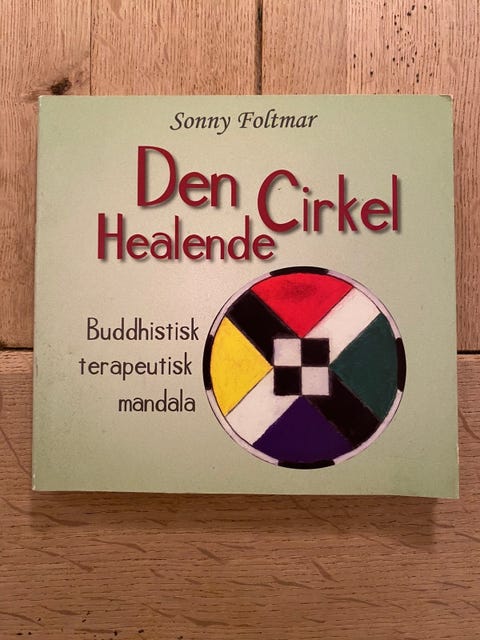 Sonny Foltmar
Den Cirkel
Healende
Buddhistisk
terapeutisk
mandala